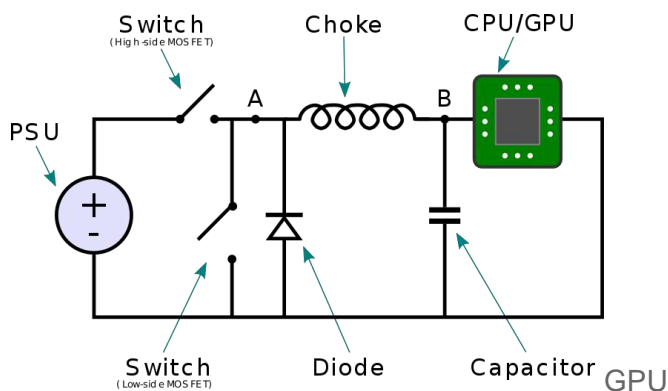 Switch
(High-side MOSFET)
Choke
CPU/GPU
PSU
A
B
+
-
Switch
(Low-side MOSFET)
Diode
Capacitor
GPU